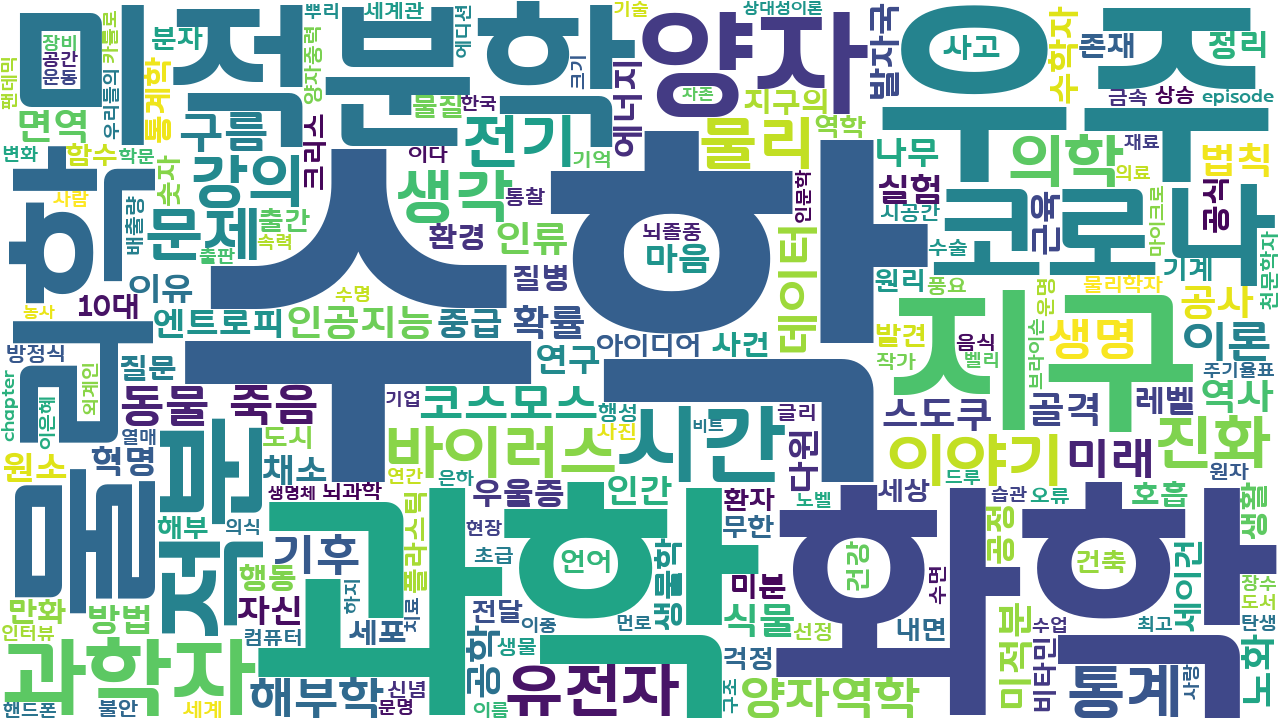 미적분학
양자
우주
수학
물리학
과학
화학
지구
코로나
적분
시간
바이러스
이야기
진화
과학자
유전자
통계
양자역학
해부학
생각
전기
물리
의학
생명
이론
미래
역사
노화
문제
강의
구름
면역
동물
죽음
코스모스
인공지능
엔트로피
중급
확률
인류
데이터
다윈
스도쿠
골격
레벨
기후
우울증
인간
채소
혁명
원소
질문
이유
10대
방정식
chapter
이은혜
외계인
열매
도시
해부
의식
행동
자신
방법
만화
인터뷰
컴퓨터
세포
하지
치료
플라스틱
전달
초급
현장
은하
연간
사진
행성
비트
기업
글리
수명
농사
출판
속력
출간
배출량
사람
숫자
학문
함수
변화
통계학
우리들의
카를로
팬데믹
장비
공간
운동
분자
뿌리
세계관
에디션
기술
크기
양자중력
물질
한국
이다
기억
크리스
통찰
환경
질병
에너지
자존
지구의
역학
상대성이론
발자국
사고
수학자
존재
정리
금속
상승
episode
재료
의료
법칙
나무
실험
시공간
인문학
뇌졸중
마음
원리
수술
풍요
근육
마이크로
공식
천문학자
기계
운명
물리학자
공사
브라이슨
발견
작가
음식
벨리
주기율표
아이디어
사건
연구
드루
원자
노벨
세상
습관
오류
호흡
생활
환자
무한
언어
생물학
미분
식물
걱정
구조
선정
건강
내면
수면
공정
건축
세이건
장수
도서
탄생
최고
수업
미적분
비타민
사랑
뇌과학
생명체
공학
생물
이중
먼로
이름
신념
문명
핸드폰
불안
세계